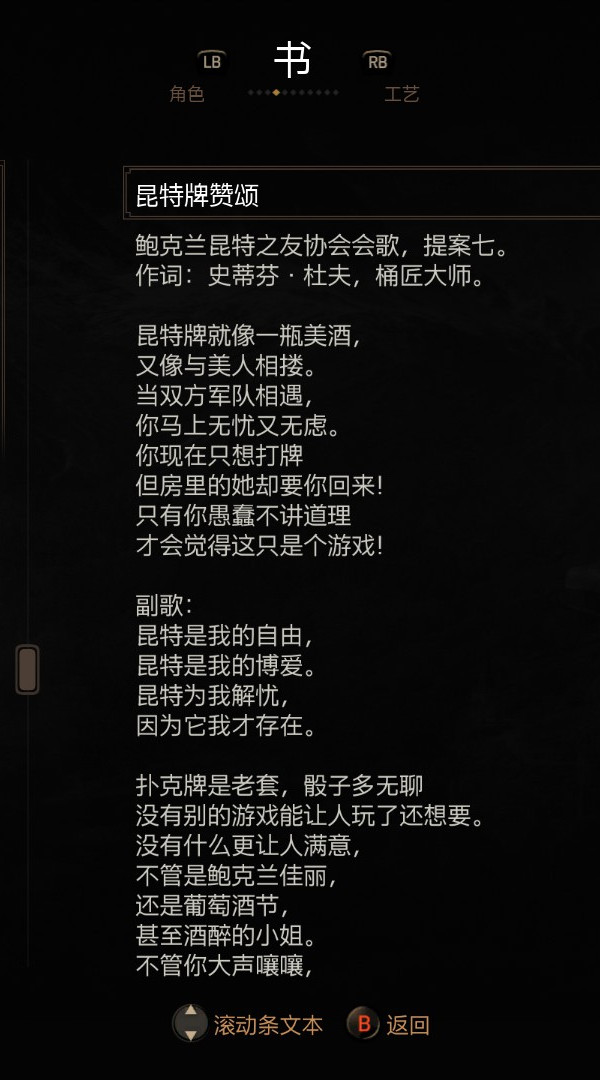 LB 书 RB
角色 工艺
昆特牌赞颂
鲍克兰昆特之友协会会歌，提案七。
作词：史蒂芬·杜夫，桶匠大师。
昆特牌就像一瓶美酒，
又像与美人相搂。
当双方军队相遇，
你马上无忧又无虑。
你现在只想打牌
但房里的她却要你回来！
只有你愚蠢不讲道理
才会觉得这只是个游戏！
副歌：
昆特是我的自由，
昆特是我的博爱。
昆特为我解忧，
因为它我才存在。
扑克牌是老套，骰子多无聊
没有别的游戏能让人玩了还想要。
没有什么更让人满意，
不管是鲍克兰佳丽，
还是葡萄酒节，
甚至酒醉的小姐。
不管你大声嚷嚷，
滚动条文本 B 返回